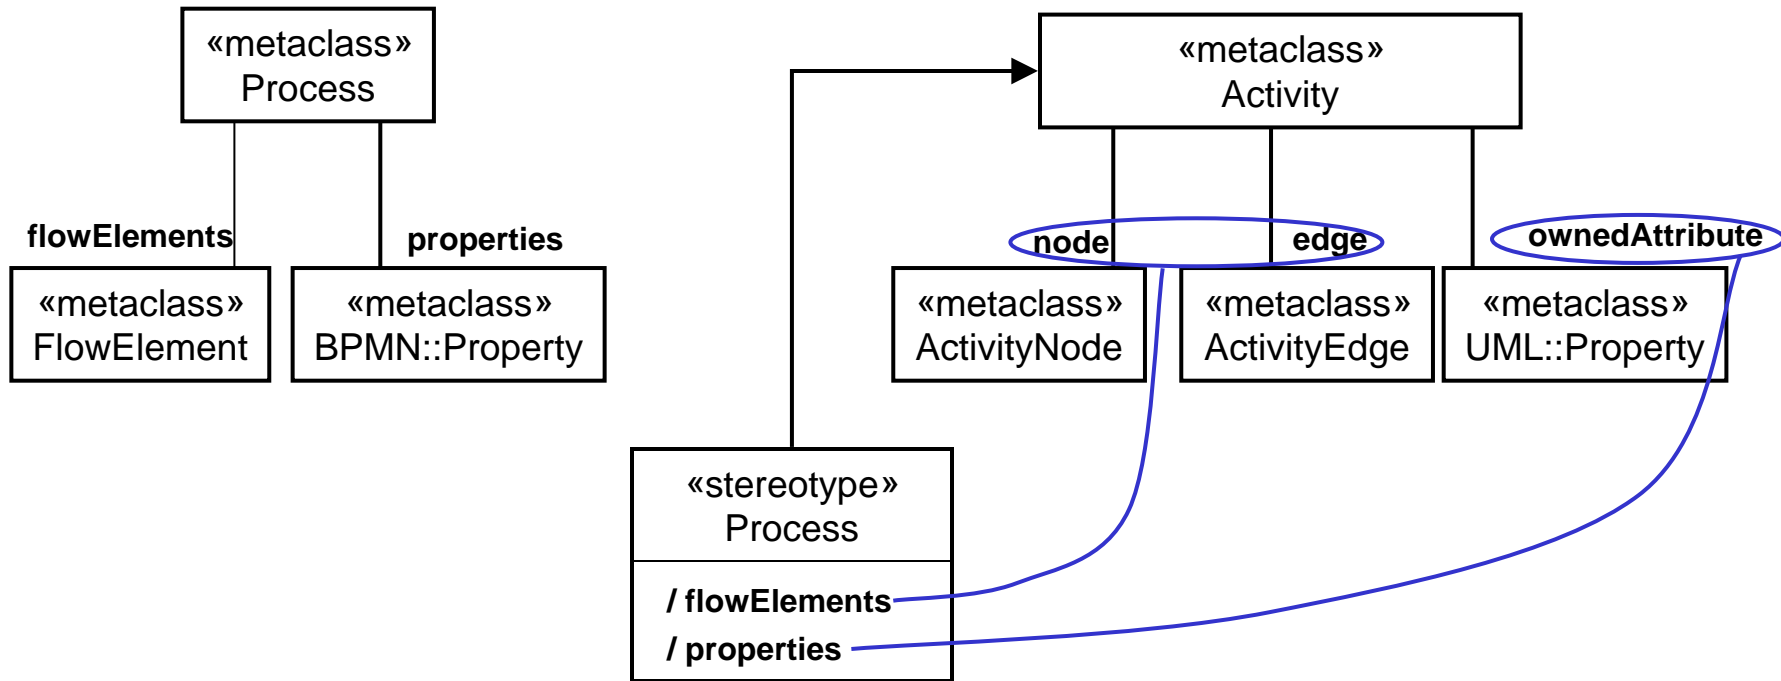 «metaclass»
Process
flowElements
properties
«metaclass»
FlowElement
«metaclass»
BPMN::Property
«metaclass»
Activity
node
edge
ownedAttribute
«metaclass»
ActivityNode
«metaclass»
ActivityEdge
«metaclass»
UML::Property
«stereotype»
Process
/ flowElements
/ properties